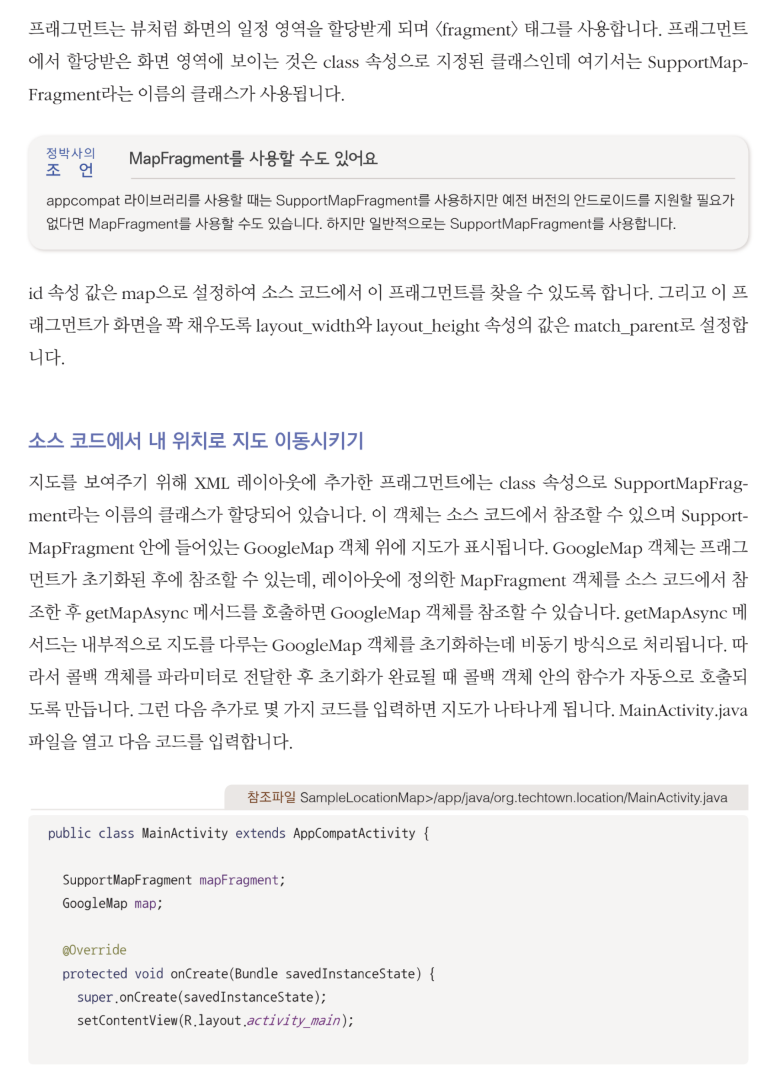 프래그먼트는 뷰처럼 화면의 일정 영역을 할당받게 되며 〈fragment〉 태그를 사용합니다. 프래그먼트
에서 할당받은 화면 영역에 보이는 것은 class 속성으로 지정된 클래스인데 여기서는 SupportMap-
Fragment라는 이름의 클래스가 사용됩니다.
정박사의
조 언
MapFragment를 사용할 수도 있어요
appcompat 라이브러리를 사용할 때는 SupportMapFragment를 사용하지만 예전 버전의 안드로이드를 지원할 필요가
없다면 MapFragment를 사용할 수도 있습니다. 하지만 일반적으로는 SupportMapFragment를 사용합니다.
id 속성 값은 map으로 설정하여 소스 코드에서 이 프래그먼트를 찾을 수 있도록 합니다. 그리고 이 프
래그먼트가 화면을 꽉 채우도록 layout_width와 layout_height 속성의 값은 match_parent로 설정합
니다.
소스 코드에서 내 위치로 지도 이동시키기
지도를 보여주기 위해 XML 레이아웃에 추가한 프래그먼트에는 class 속성으로 SupportMapFrag-
ment라는 이름의 클래스가 할당되어 있습니다. 이 객체는 소스 코드에서 참조할 수 있으며 Support-
MapFragment 안에 들어있는 GoogleMap 객체 위에 지도가 표시됩니다. GoogleMap 객체는 프래그
먼트가 초기화된 후에 참조할 수 있는데, 레이아웃에 정의한 MapFragment 객체를 소스 코드에서 참
조한 후 getMapAsync 메서드를 호출하면 GoogleMap 객체를 참조할 수 있습니다. getMapAsync 메
서드는 내부적으로 지도를 다루는 GoogleMap 객체를 초기화하는데 비동기 방식으로 처리됩니다. 따
라서 콜백 객체를 파라미터로 전달한 후 초기화가 완료될 때 콜백 객체 안의 함수가 자동으로 호출되
도록 만듭니다. 그런 다음 추가로 몇 가지 코드를 입력하면 지도가 나타나게 됩니다. MainActivity.java
파일을 열고 다음 코드를 입력합니다.
참조파일 SampleLocationMap>/app/java/org.techtown.location/MainActivity.java
public class MainActivity extends AppCompatActivity {
SupportMapFragment mapFragment;
GoogleMap map;
@Override
protected void onCreate(Bundle savedInstanceState) {
super.onCreate(savedInstanceState);
setContentView(R.layout.activity_main);